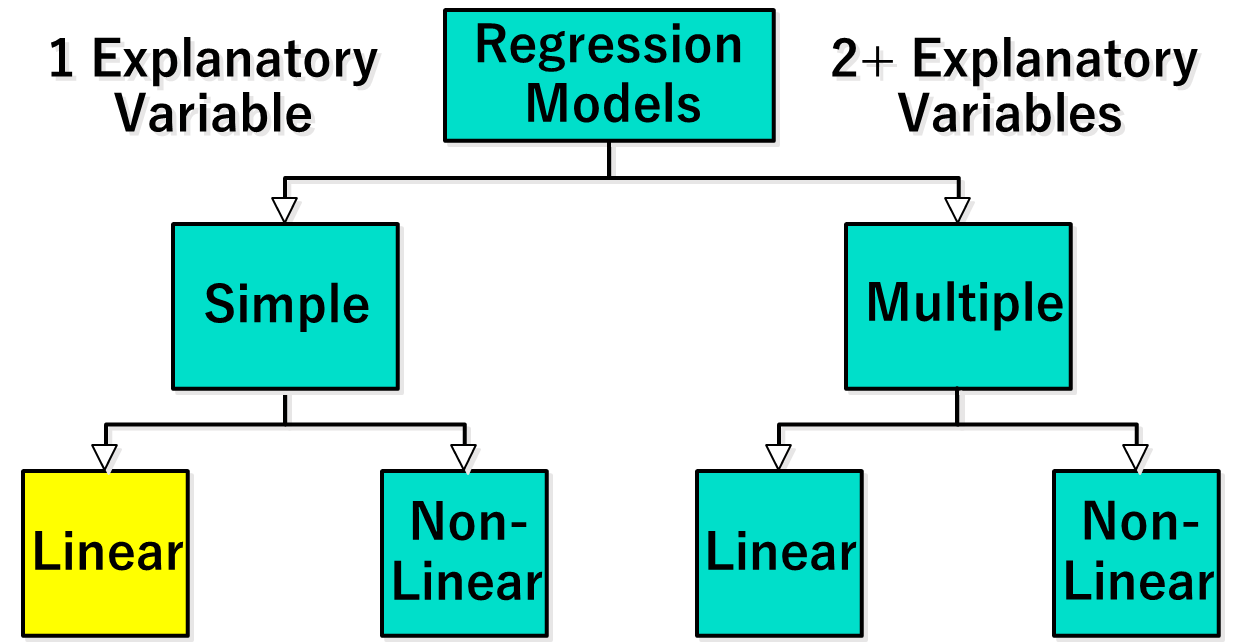 1 Explanatory
Variable
Regression
Models
2+ Explanatory
Variables
Simple
Multiple
Linear
Non-
Linear
Linear
Non-
Linear